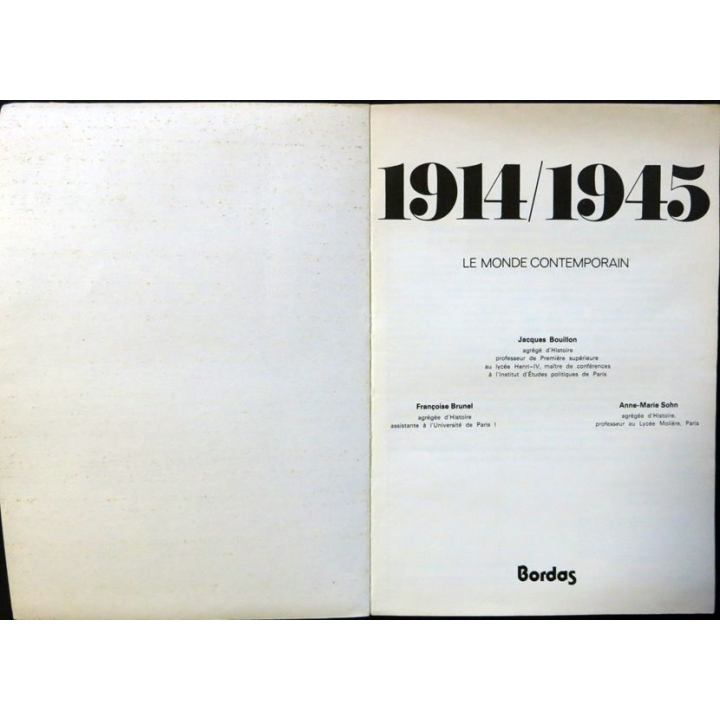 1914/1945
LE MONDE CONTEMPORAIN
Jacques Bouillon
agrégé d'Histoire
professeur de Première supérieure
au lycée Henri-IV, maître de conférences
à l'Institut d'Études politiques de Paris
Françoise Brunel
agrégée d'Histoire
assistante à l'Université de Paris I
Anne-Marie Sohn
agrégée d'Histoire,
professeur au Lycée Molière, Paris
Bordas